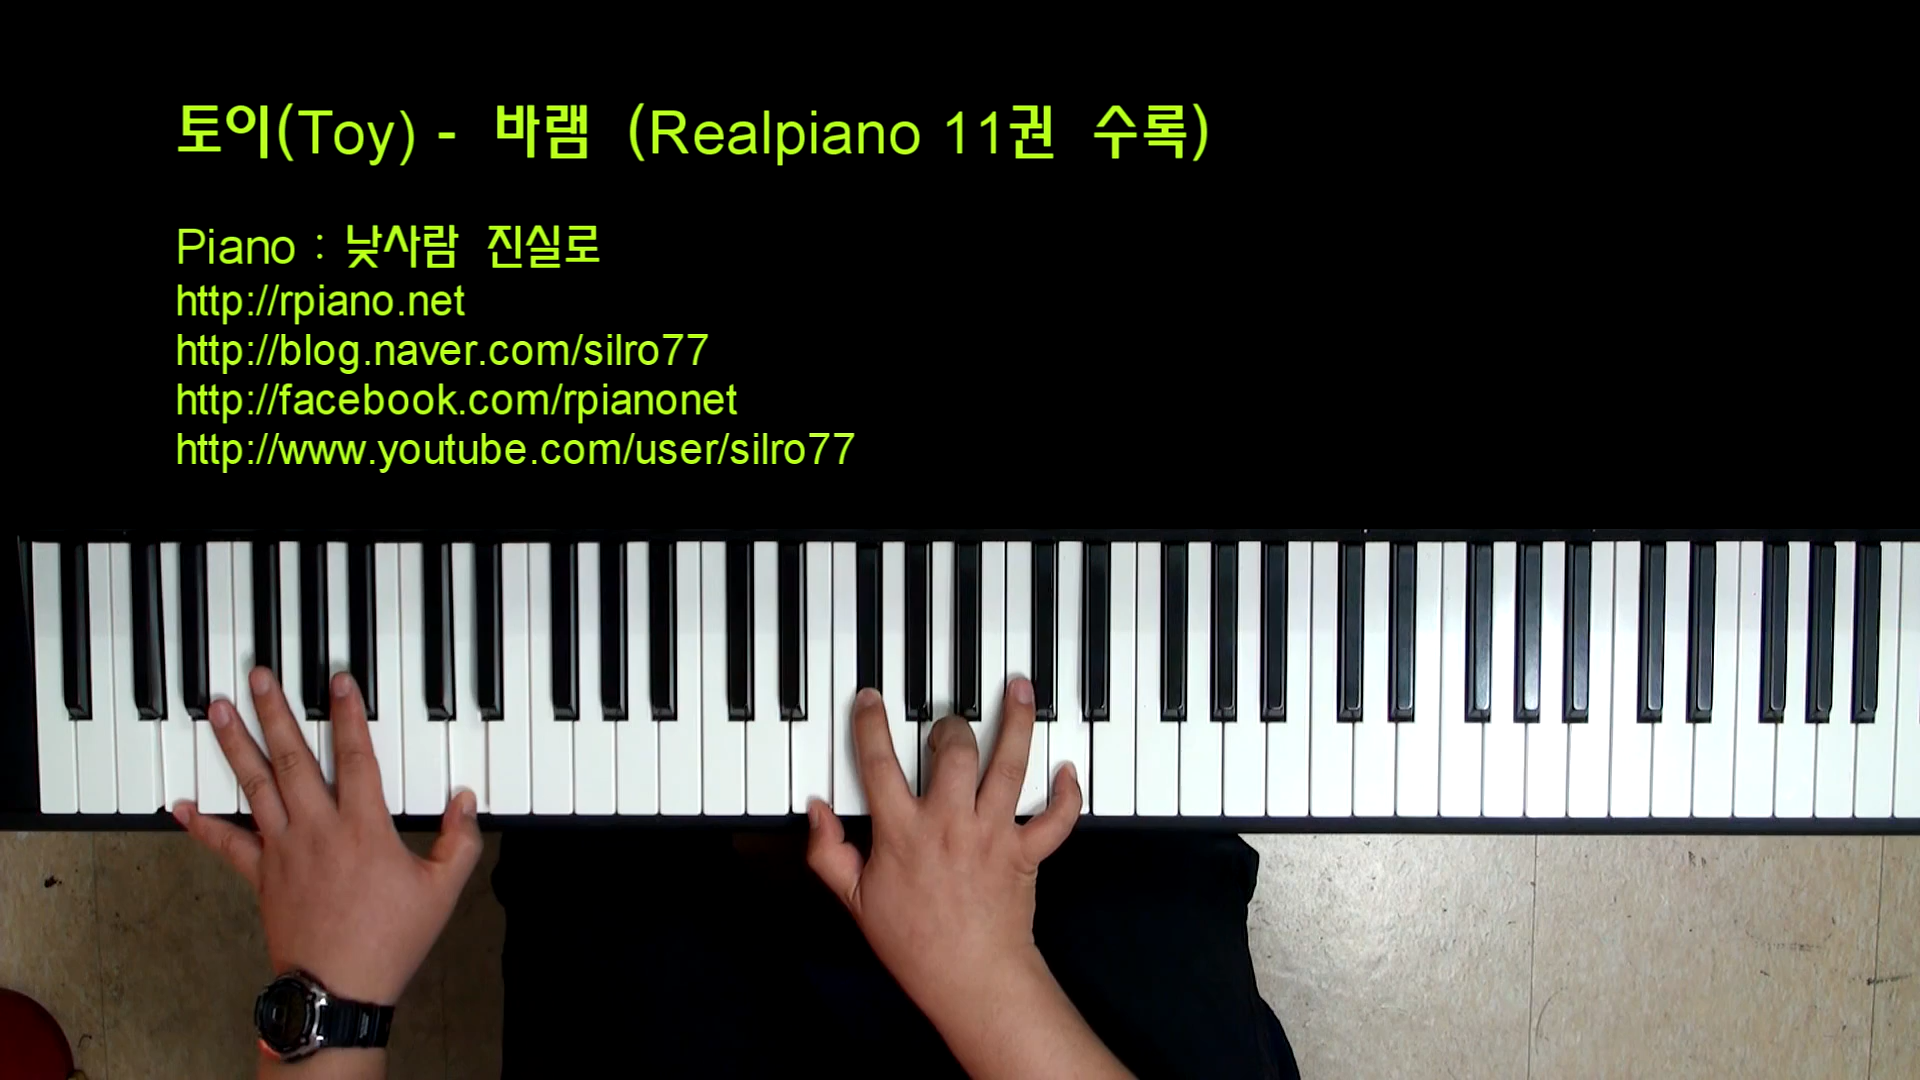 토이(Toy) - 바램 (Realpiano 11권 수록)
Piano : 낮사람 진실로
http://rpiano.net
http://blog.naver.com/silro77
http://facebook.com/rpianonet
http://www.youtube.com/user/silro77